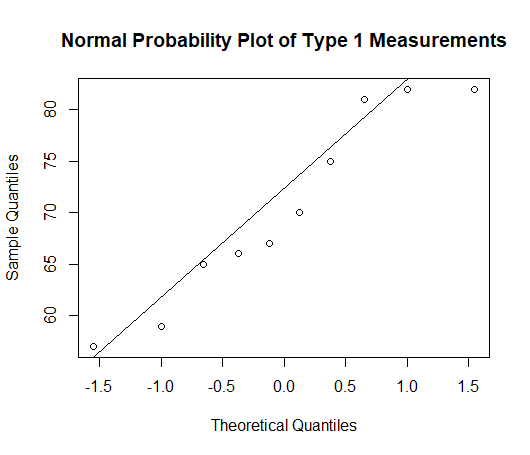 Normal Probability Plot of Type 1 Measurements
80
75
70
65
60
Sample Quantiles
-1.5 -1.0 -0.5 0.0 0.5 1.0 1.5
Theoretical Quantiles